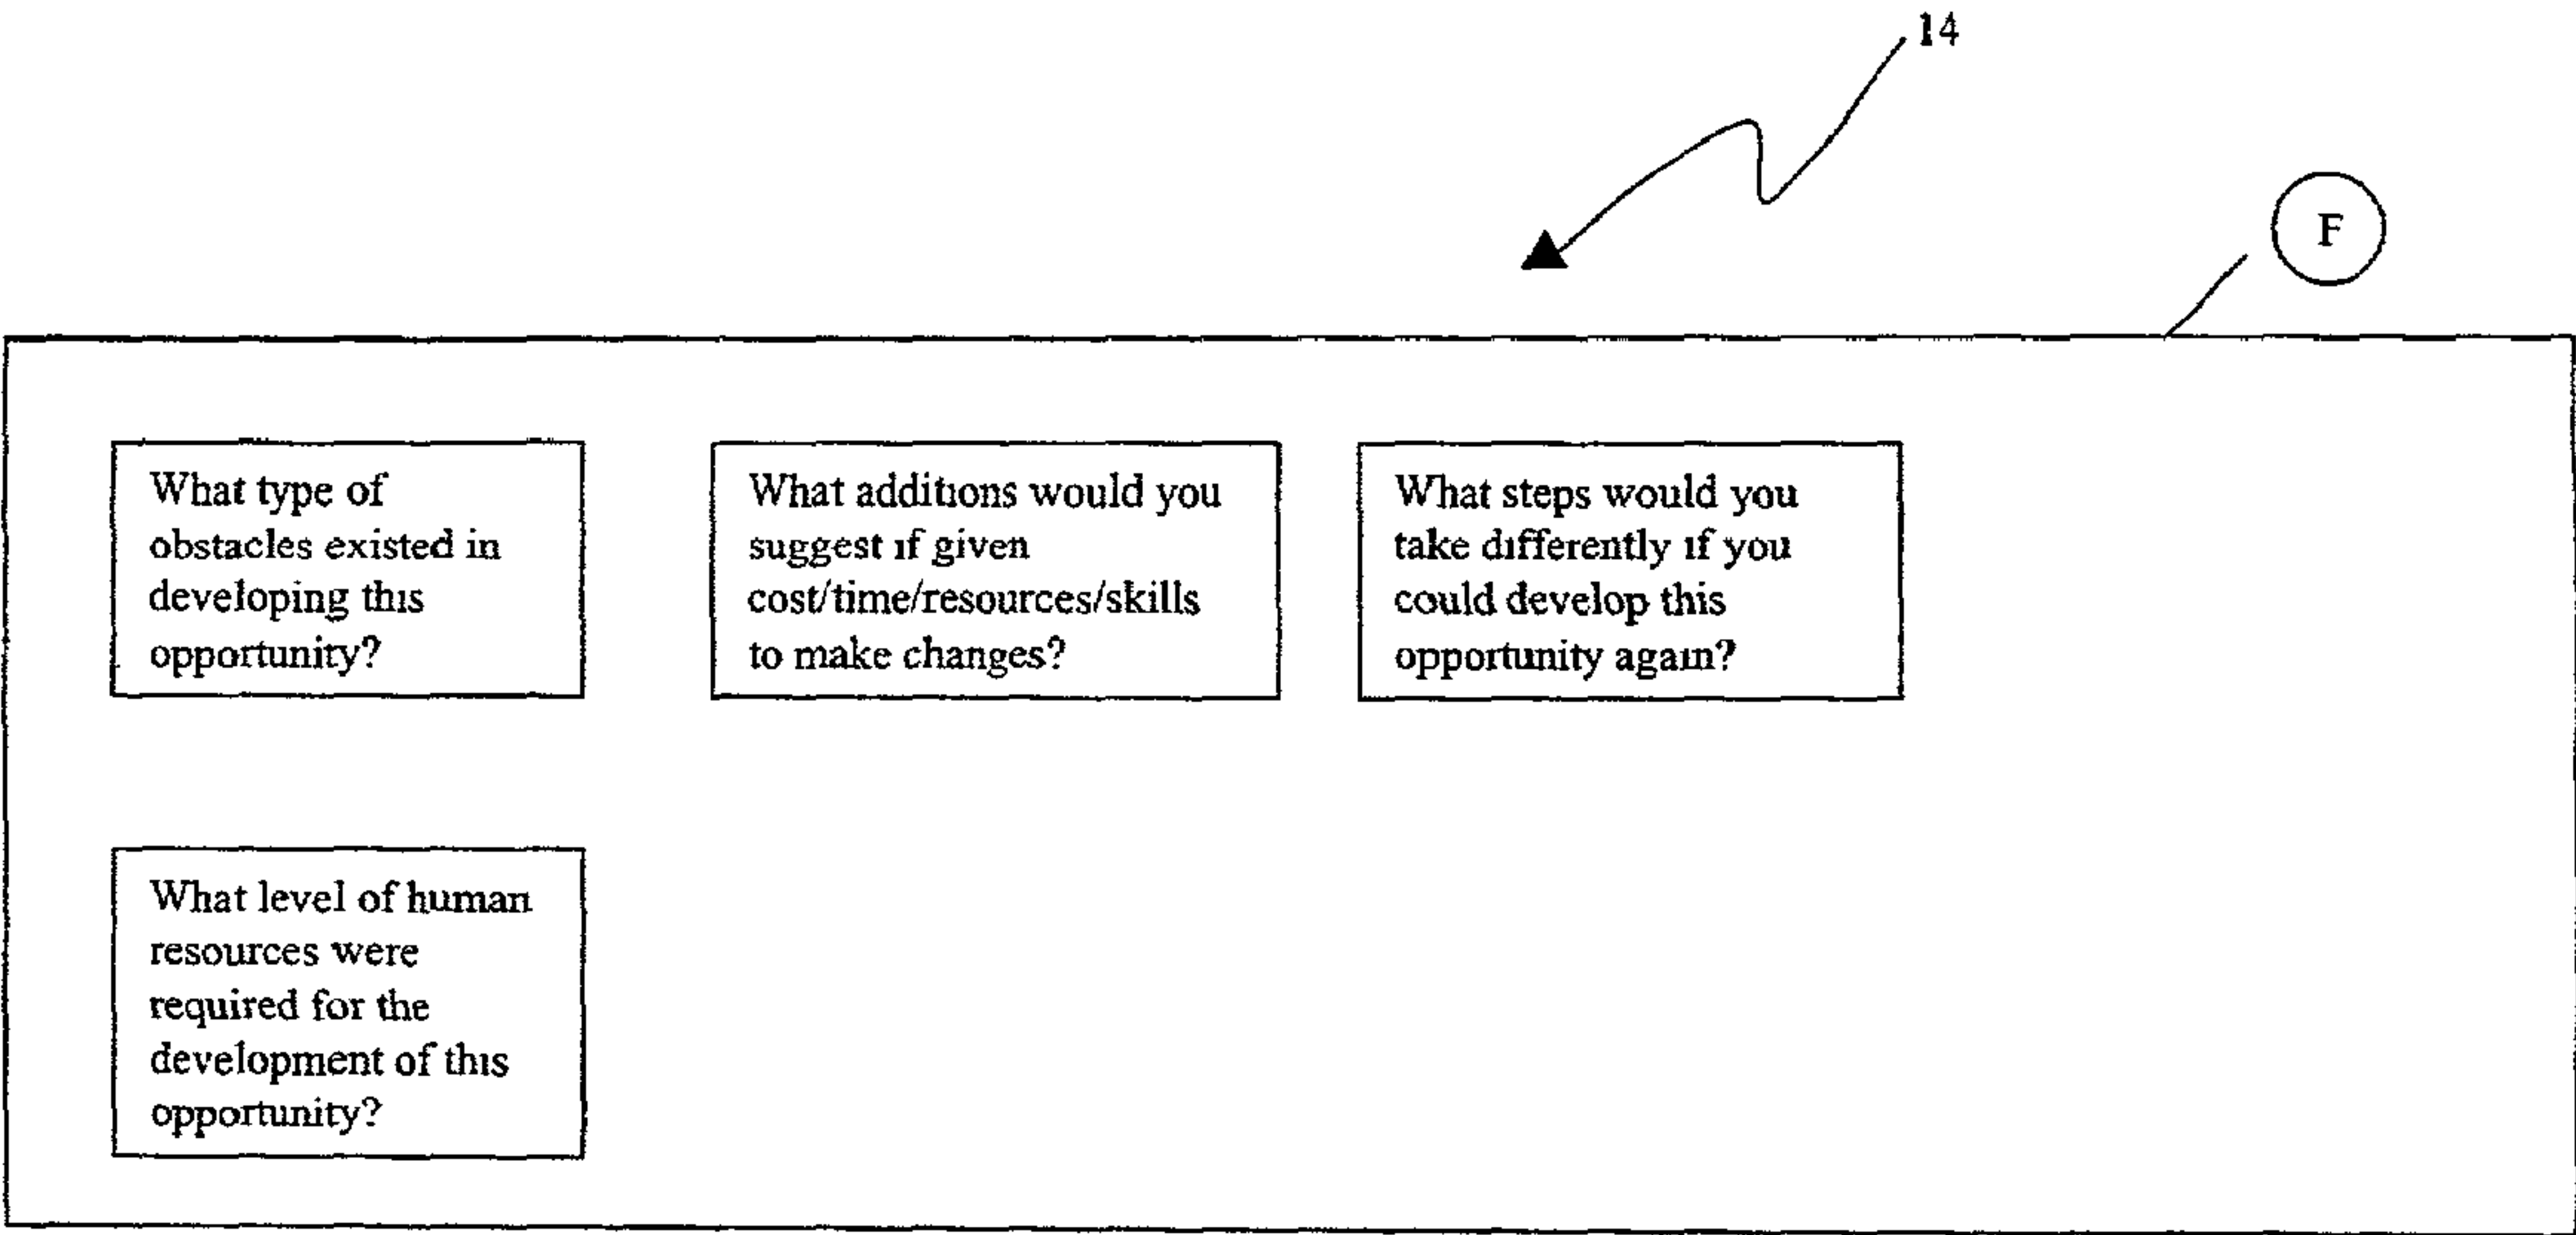 14
F
What type of
obstacles existed in
developing this
opportunity?
What additions would you
suggest if given
cost/time/resources/skills
to make changes?
What steps would you
take differently if you
could develop this
opportunity again?
What level of human
resources were
required for the
development of this
opportunity?